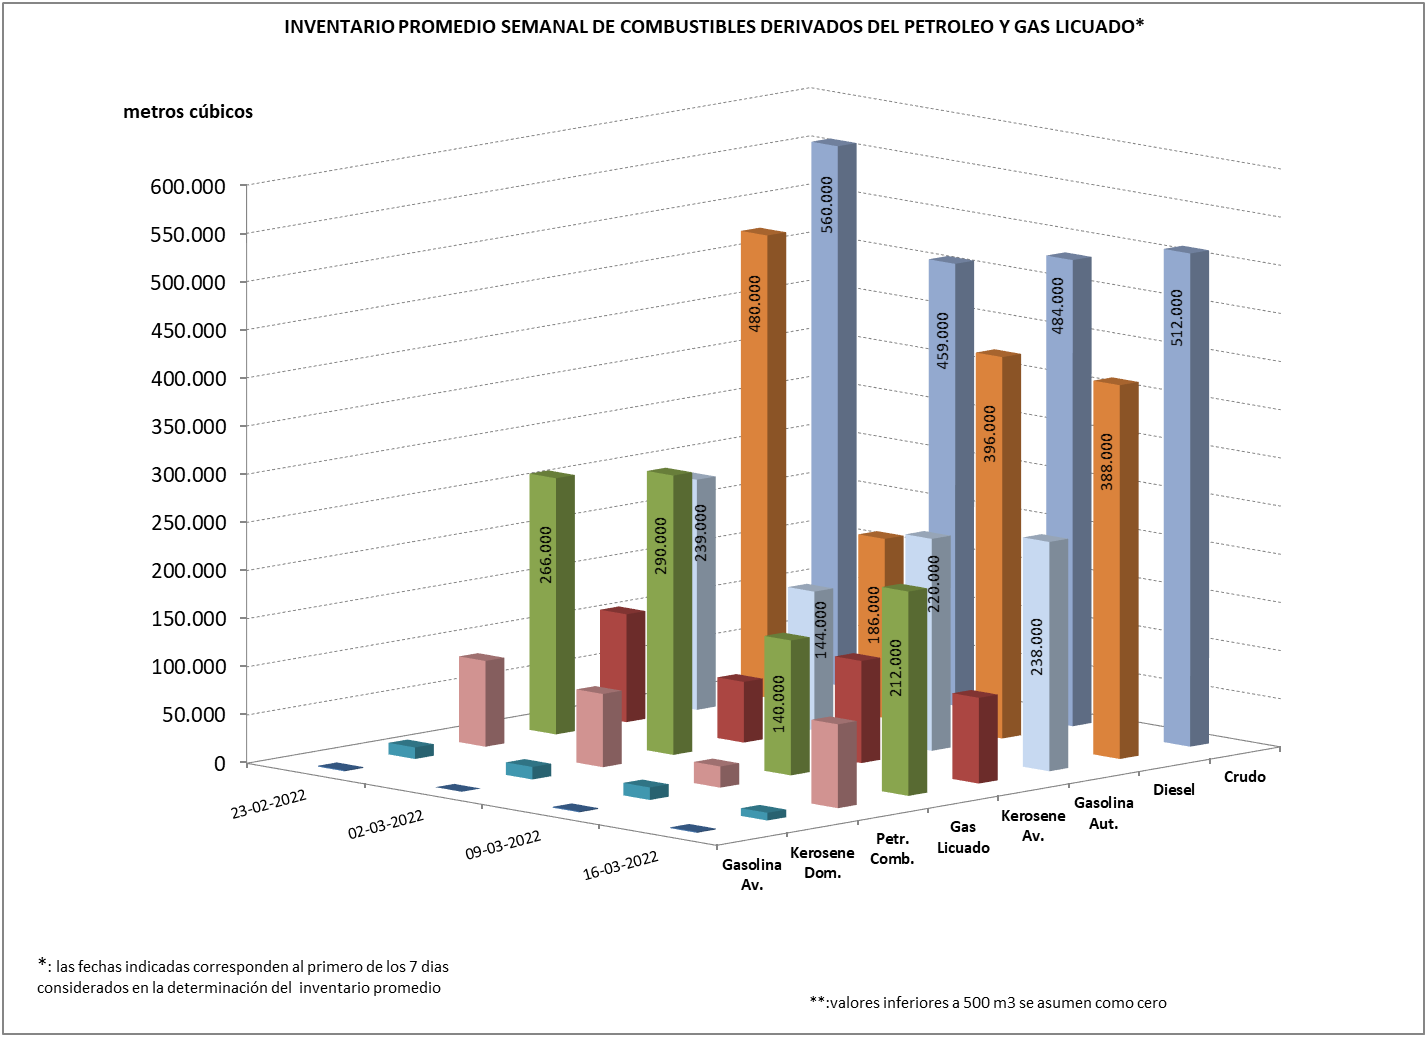 INVENTARIO PROMEDIO SEMANAL DE COMBUSTIBLES DERIVADOS DEL PETROLEO Y GAS LICUADO*
metros cúbicos
600.000
550.000
500.000
450.000
400.000
350.000
300.000
250.000
200.000
150.000
100.000
50.000
0
266.000
290.000
239.000
480.000
560.000
140.000
144.000
186.000
459.000
212.000
220.000
396.000
484.000
238.000
388.000
512.000
23-02-2022
02-03-2022
09-03-2022
16-03-2022
Gasolina
Av.
Kerosene
Dom.
Petr.
Comb.
Gas
Licuado
Kerosene
Av.
Gasolina
Aut.
Diesel
Crudo
*: las fechas indicadas corresponden al primero de los 7 dias
considerados en la determinación del inventario promedio
**:valores inferiores a 500 m3 se asumen como cero